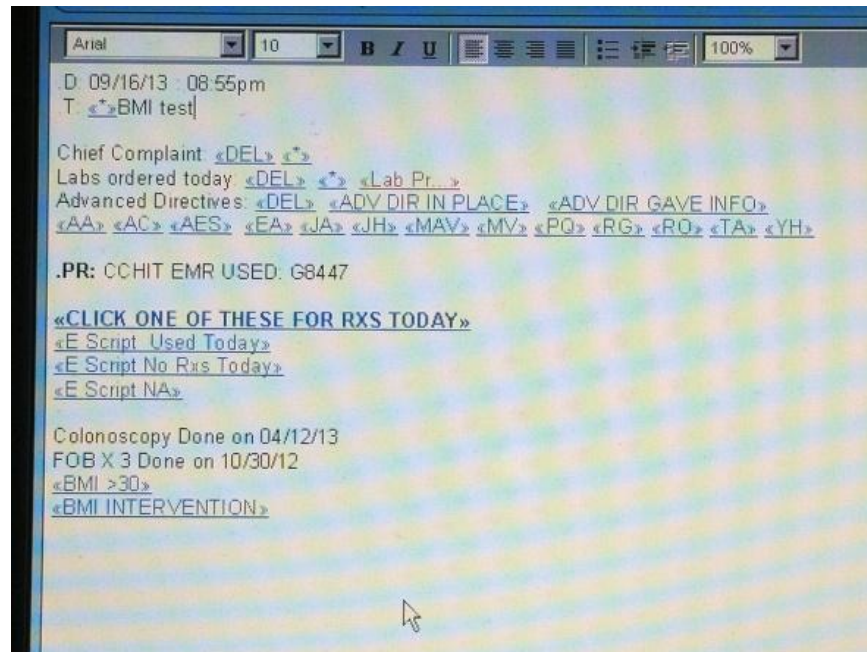 Arial 10 B I U 100%
.D: 09/16/13 : 08:55pm
.T: «*»BMI test
Chief Complaint: «DEL» «*»
Labs ordered today: «DEL» «*» «Lab Pr...»
Advanced Directives: «DEL» «ADV DIR IN PLACE» «ADV DIR GAVE INFO»
«AA» «AC» «AES» «EA» «JA» «JH» «MAV» «MV» «PQ» «RG» «RO» «TA» «YH»
.PR: CCHIT EMR USED: G8447
«CLICK ONE OF THESE FOR RXS TODAY»
«E Script Used Today»
«E Script No Rxs Today»
«E Script NA»
Colonoscopy Done on 04/12/13
FOB X 3 Done on 10/30/12
«BMI >30»
«BMI INTERVENTION»